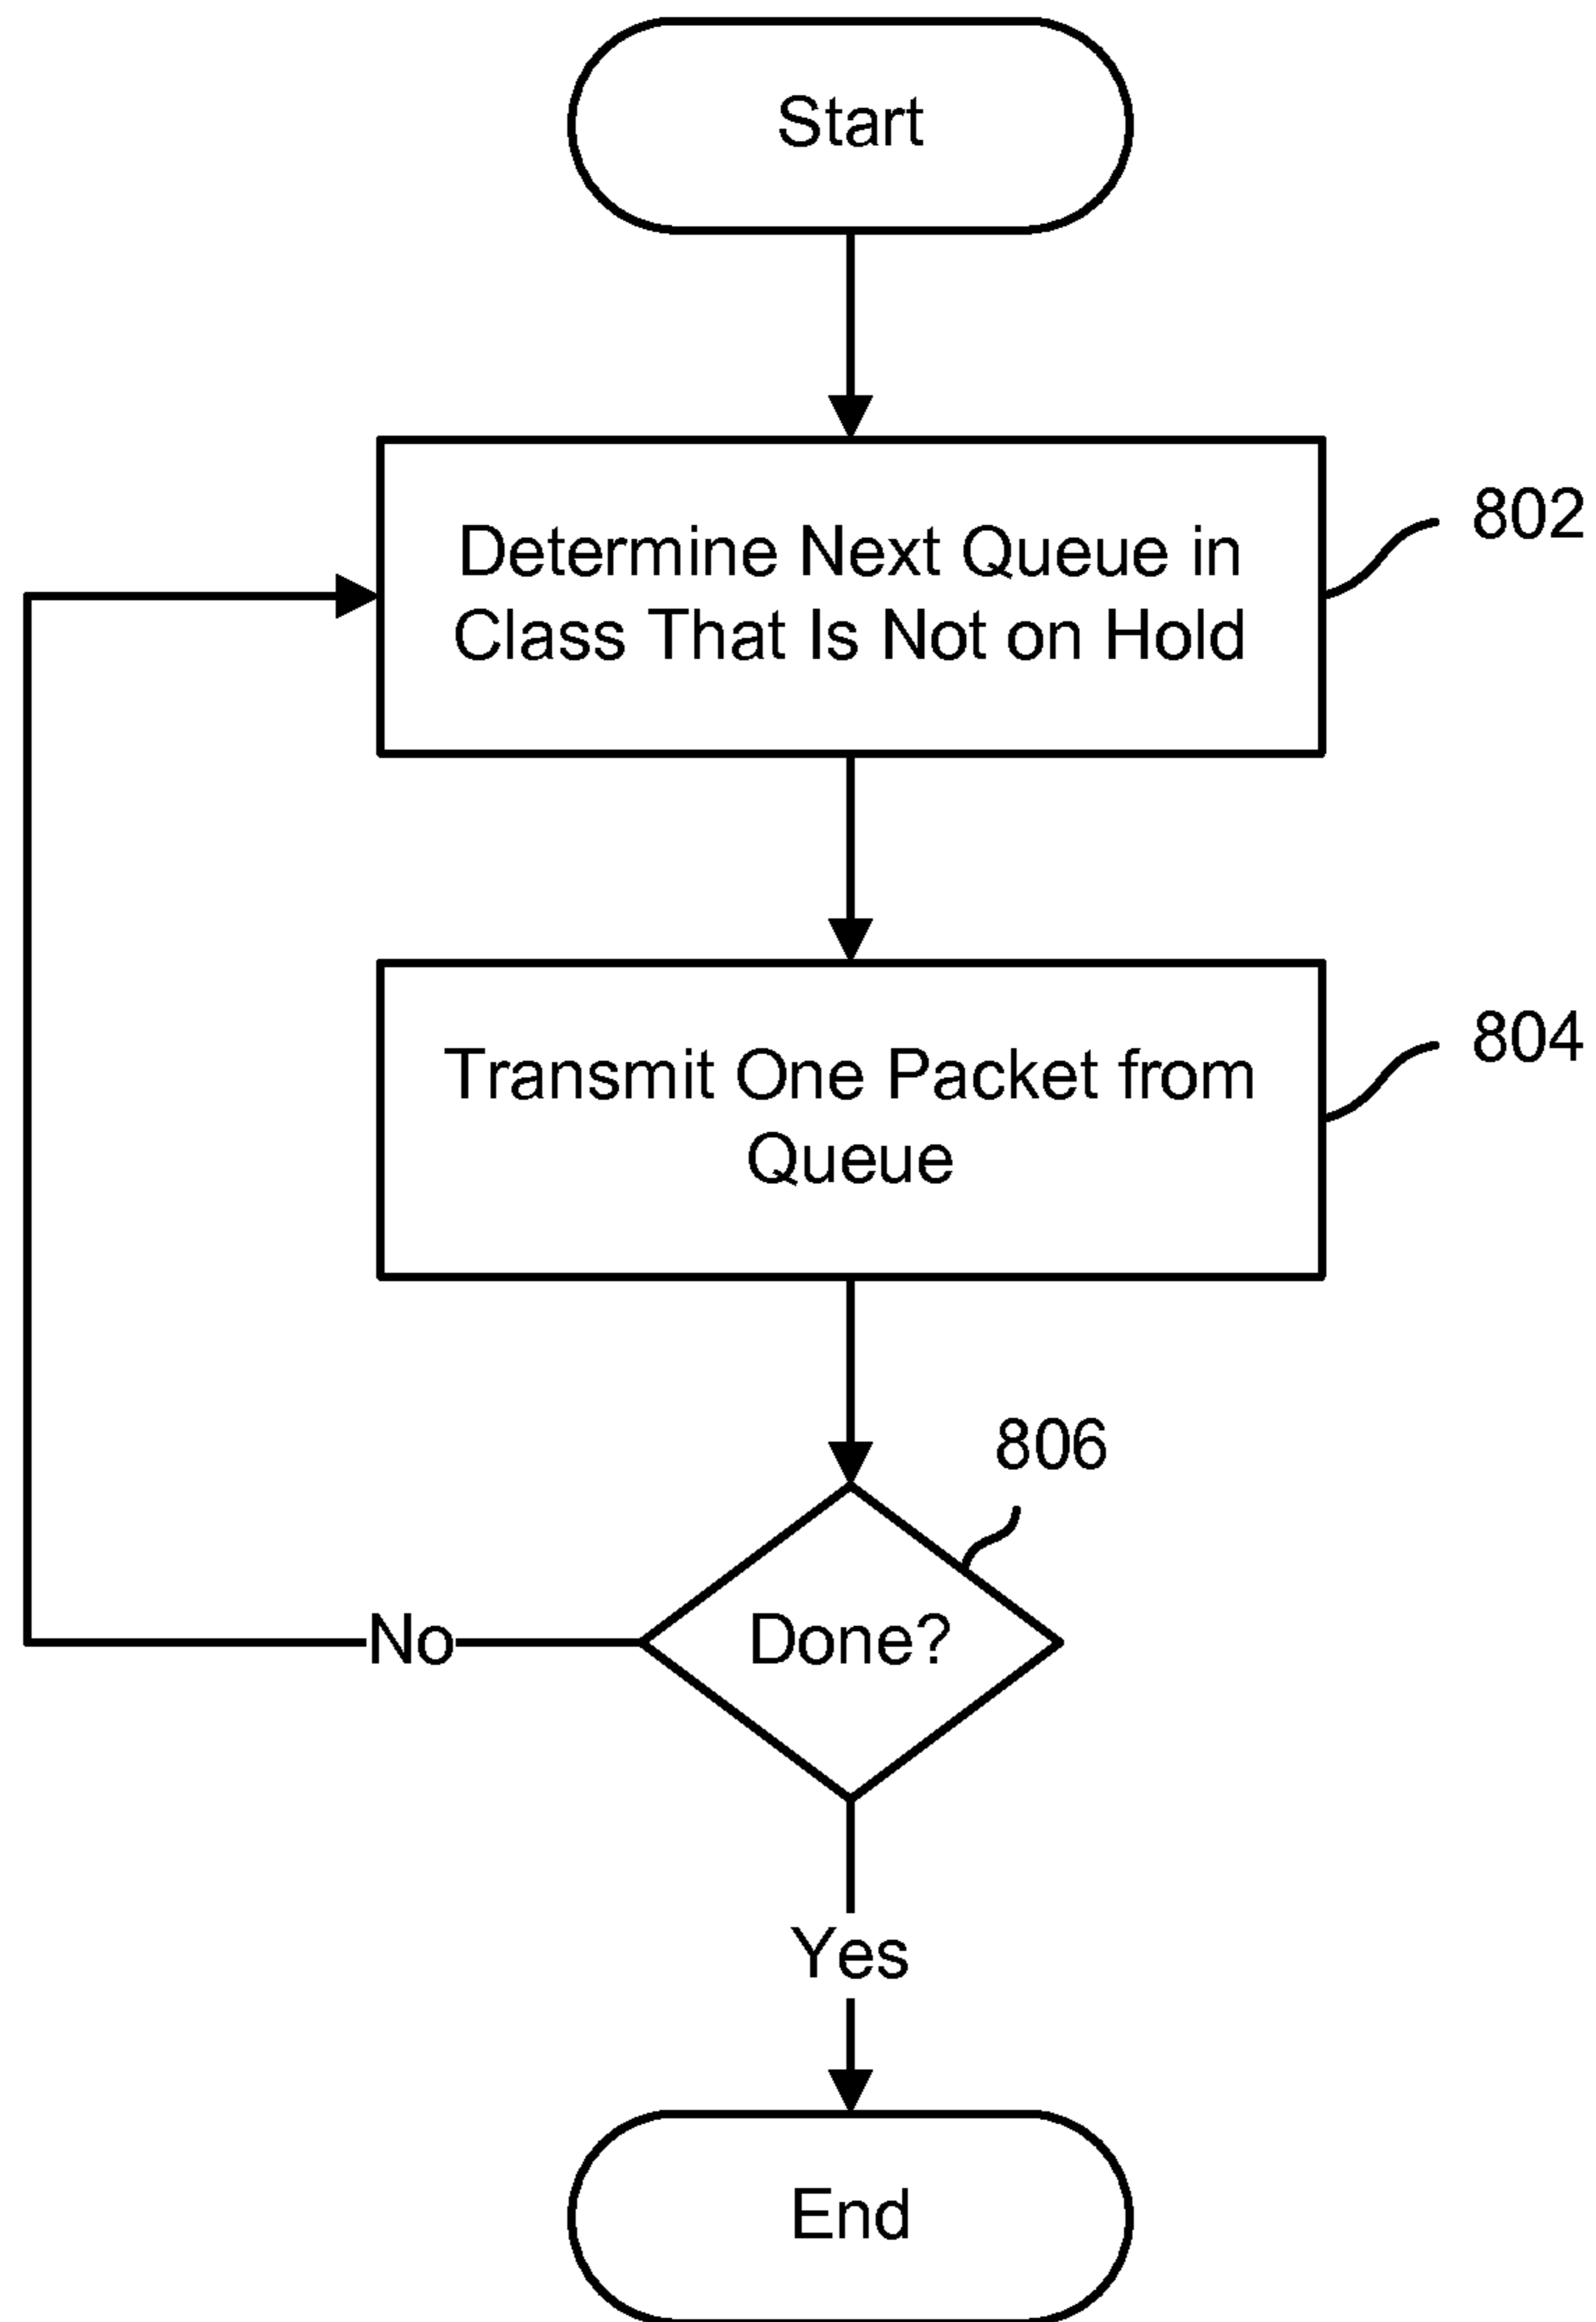 Start
Determine Next Queue in
Class That Is Not on Hold
802
Transmit One Packet from
Queue
804
806
Done?
No
Yes
End